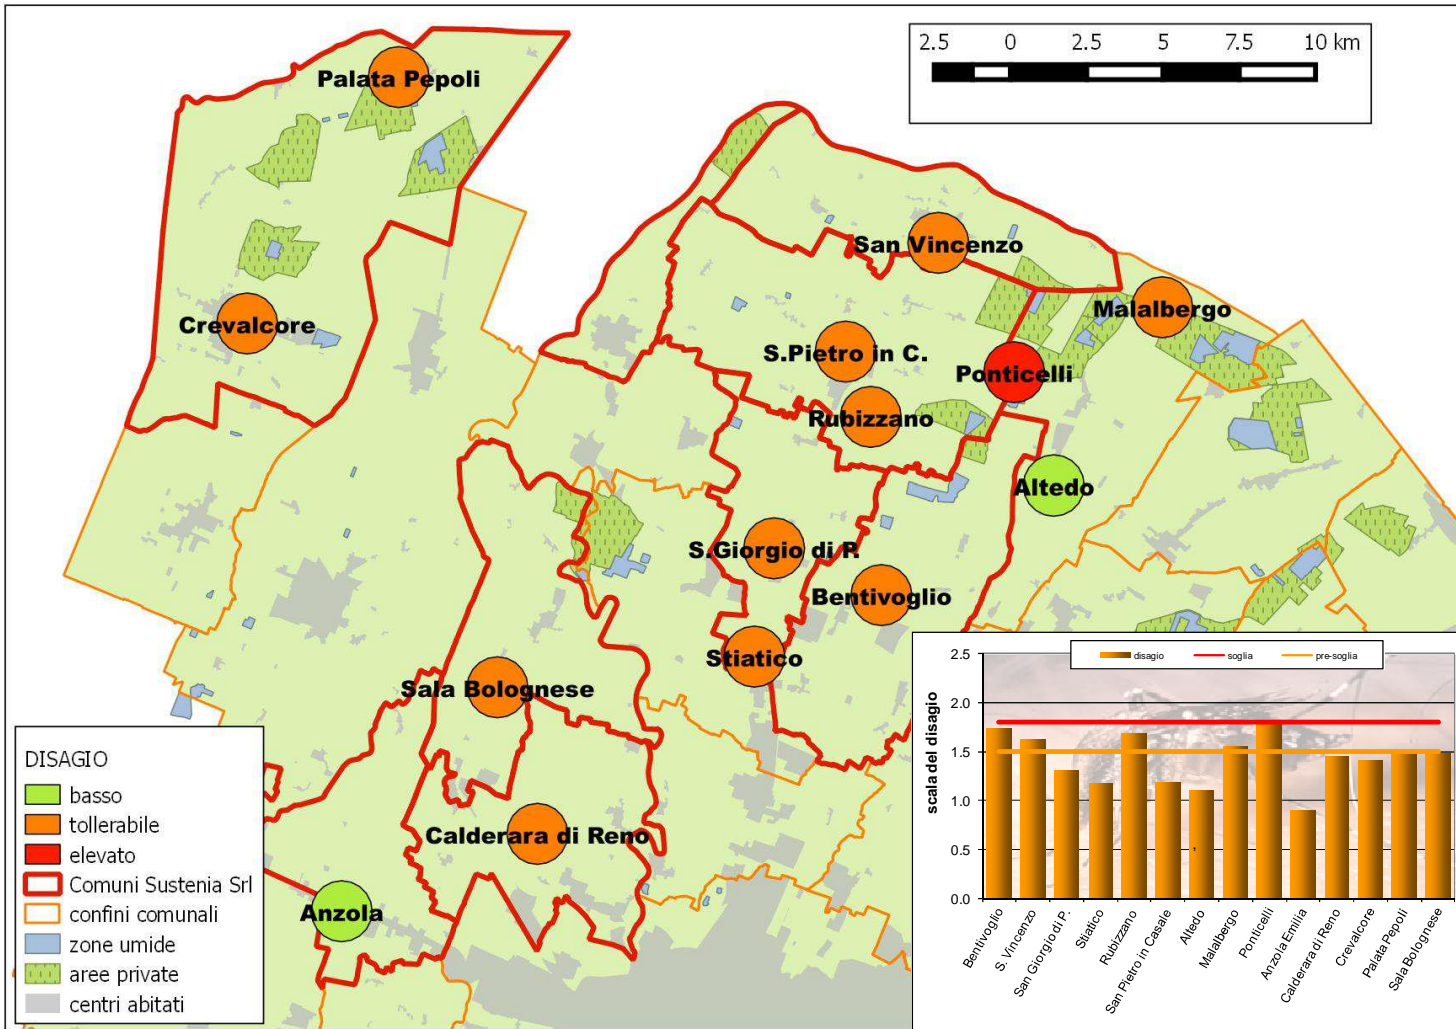 2.5 0 2.5 5 7.5 10 km
Palata Pepoli
San Vincenzo
Malalbergo
Crevalcore
S.Pietro in C.
Ponticelli
Rubizzano
Altedo
S.Giorgio di P.
Bentivoglio
Stiatico
Sala Bolognese
Calderara di Reno
Anzola
DISAGIO
basso
tollerabile
elevato
Comuni Sustenia Srl
confini comunali
zone umide
aree private
centri abitati
disagio soglia pre-soglia
scala del disagio
2.5
2.0
1.5
1.0
0.5
0.0
,
Bentivoglio
S. Vincenzo
San Giorgio di P.
Stiatico
Rubizzano
San Pietro in Casale
Altedo
Malalbergo
Ponticelli
Anzola Emilia
Calderara di Reno
Crevalcore
Palata Pepoli
Sala Bolognese